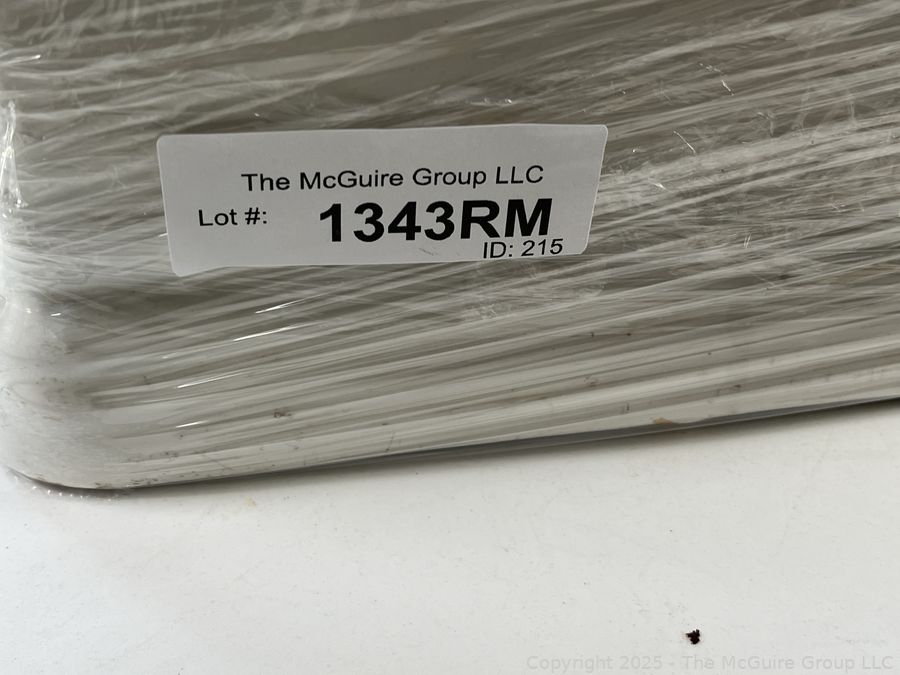 The McGuire Group LLC
Lot #: 1343RM
ID: 215
Copyright 2025 - The McGuire Group LLC